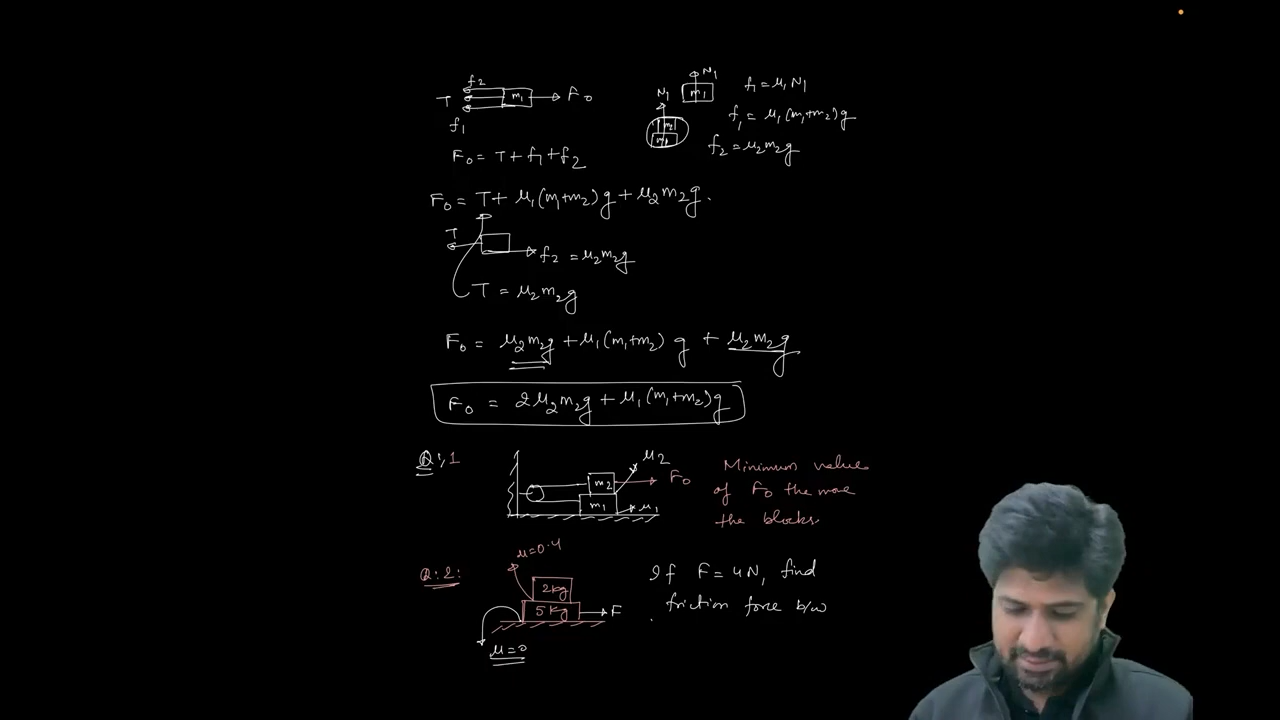 f2
T m1 F0
f1
N1
N1 m1
m2
f1 = μ1N1
f1 = μ1(m1+m2)g
f2 = μ2m2g
F0 = T + f1 + f2
F0 = T + μ1(m1+m2)g + μ2m2g.
T
f2 = μ2m2g
T = μ2m2g
F0 = μ2m2g + μ1(m1+m2)g + μ2m2g
F0 = 2μ2m2g + μ1(m1+m2)g
Q:1
μ2
m2 F0
m1 μ1
Minimum value
of F0 the move
the blocks
Q:2:
μ=0.4
2kg
5kg F
μ=0
If F = 4N, find
friction force b/w